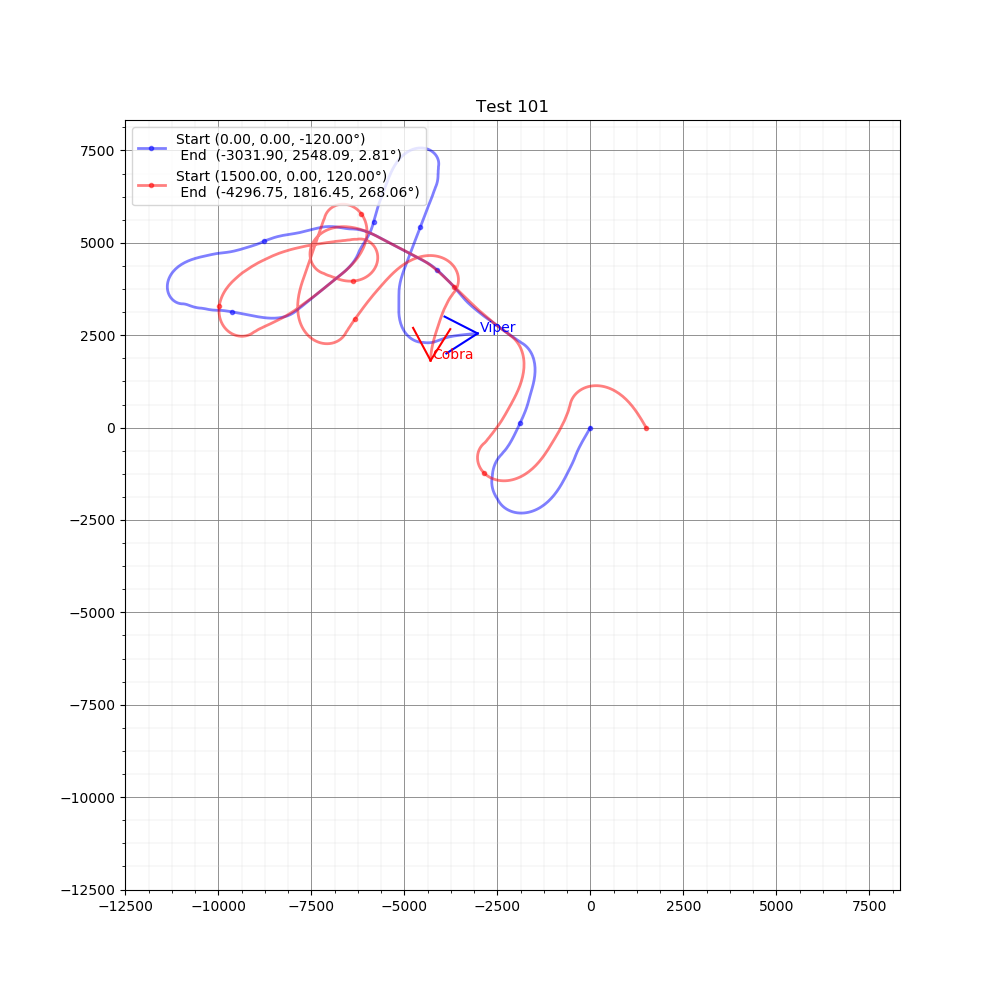 Test 101
Start (0.00, 0.00, -120.00°)
End (-3031.90, 2548.09, 2.81°)
Start (1500.00, 0.00, 120.00°)
End (-4296.75, 1816.45, 268.06°)
7500
5000
2500
0
−2500
−5000
−7500
−10000
−12500
Viper
Cobra
−12500 −10000 −7500 −5000 −2500 0 2500 5000 7500